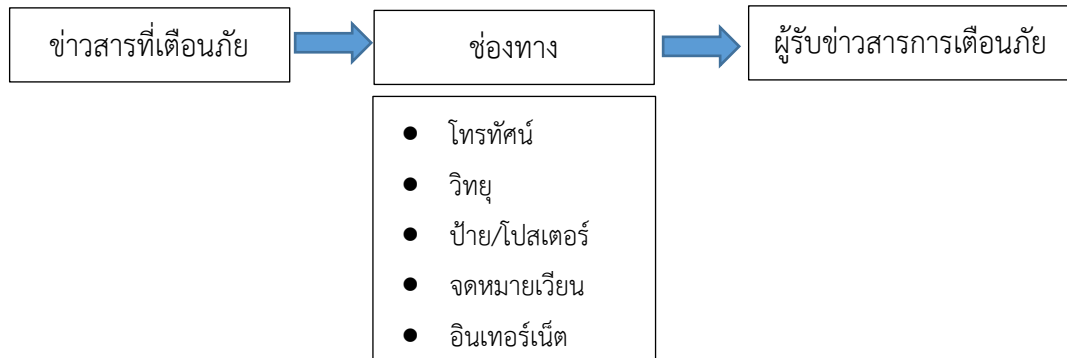 ข่าวสารที่เตือนภัย
ช่องทาง
ผู้รับข่าวสารการเตือนภัย
● โทรทัศน์
● วิทยุ
● ป้าย/โปสเตอร์
● จดหมายเวียน
● อินเทอร์เน็ต